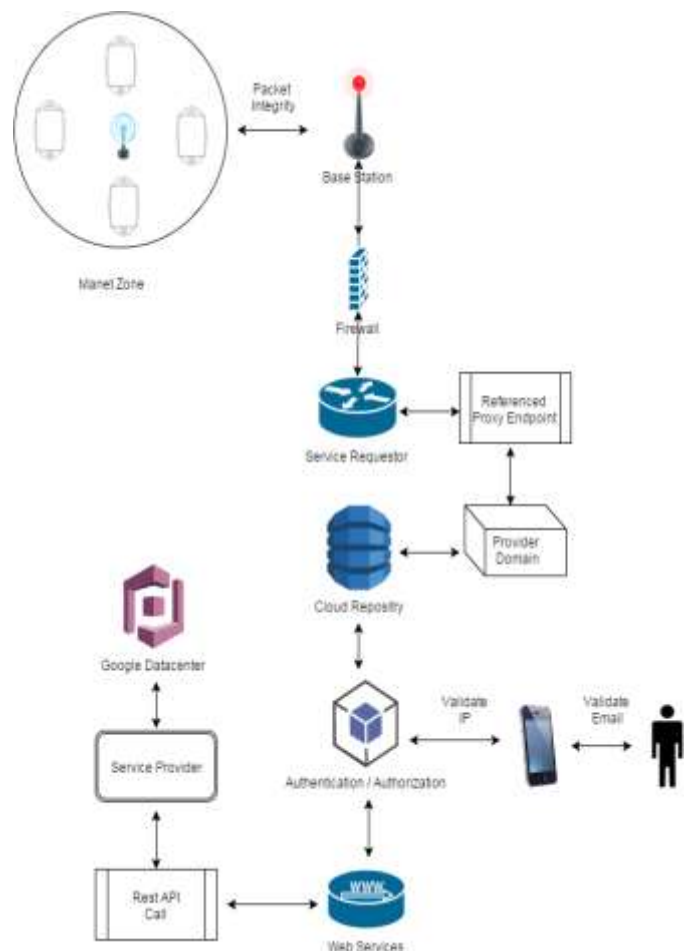 Packet
Integrity
Base Station
Manet Zone
Firewall
Referenced
Proxy Endpoint
Service Requestor
Provider
Domain
Cloud Repositry
Google Datacenter
Validate
IP
Validate
Email
Service Provider
Authentication / Authorization
WWW
Rest API
Call
Web Services